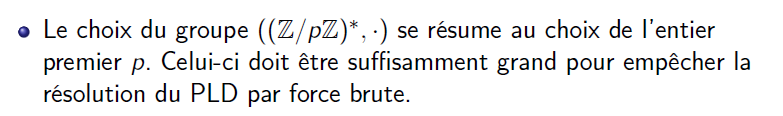 Le choix du groupe ((ℤ/pℤ)*, ·) se résume au choix de l'entier
premier p. Celui-ci doit être suffisamment grand pour empêcher la
résolution du PLD par force brute.